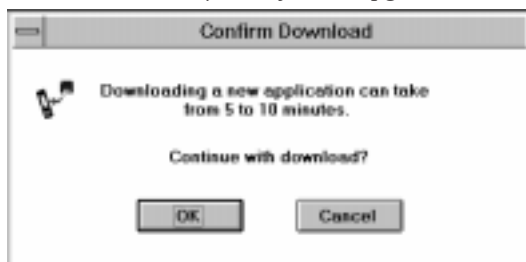 Confirm Download
Downloading a new application can take
from 5 to 10 minutes.
Continue with download?
OK
Cancel